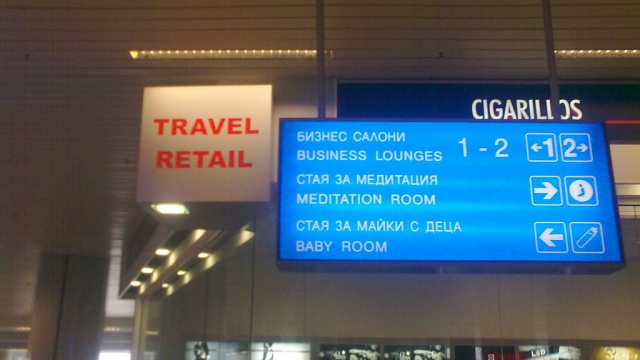 CIGARILLOS
TRAVEL
RETAIL
БИЗНЕС САЛОНИ
BUSINESS LOUNGES
1 - 2
1 2
СТАЯ ЗА МЕДИТАЦИЯ
MEDITATION ROOM
СТАЯ ЗА МАЙКИ С ДЕЦА
BABY ROOM